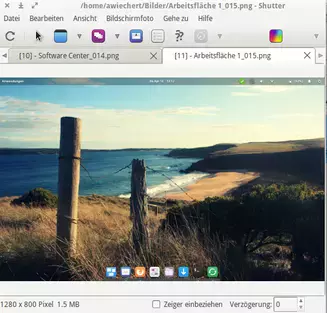 /home/awiechert/Bilder/Arbeitsfläche 1_015.png - Shutter
Datei Bearbeiten Ansicht Bildschirmfoto Gehe zu Hilfe
[10] - Software Center_014.png [11] - Arbeitsfläche 1_015.png
1280 x 800 Pixel 1.5 MB Zeiger einbeziehen Verzögerung: 0